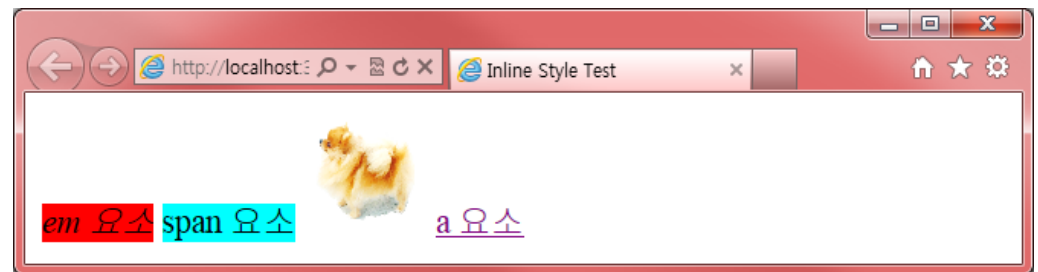 http://localhost:
Inline Style Test
em 요소 span 요소 a 요소